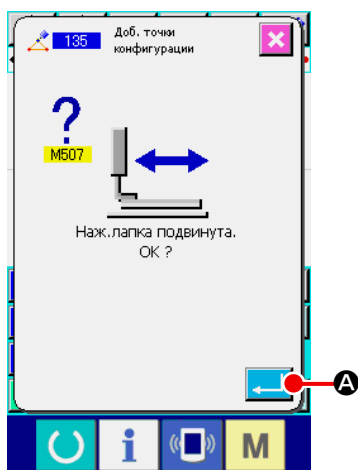 135
Доб. точки
конфигурации
?
M507
Наж.лапка подвинута.
OK ?
A
i
M